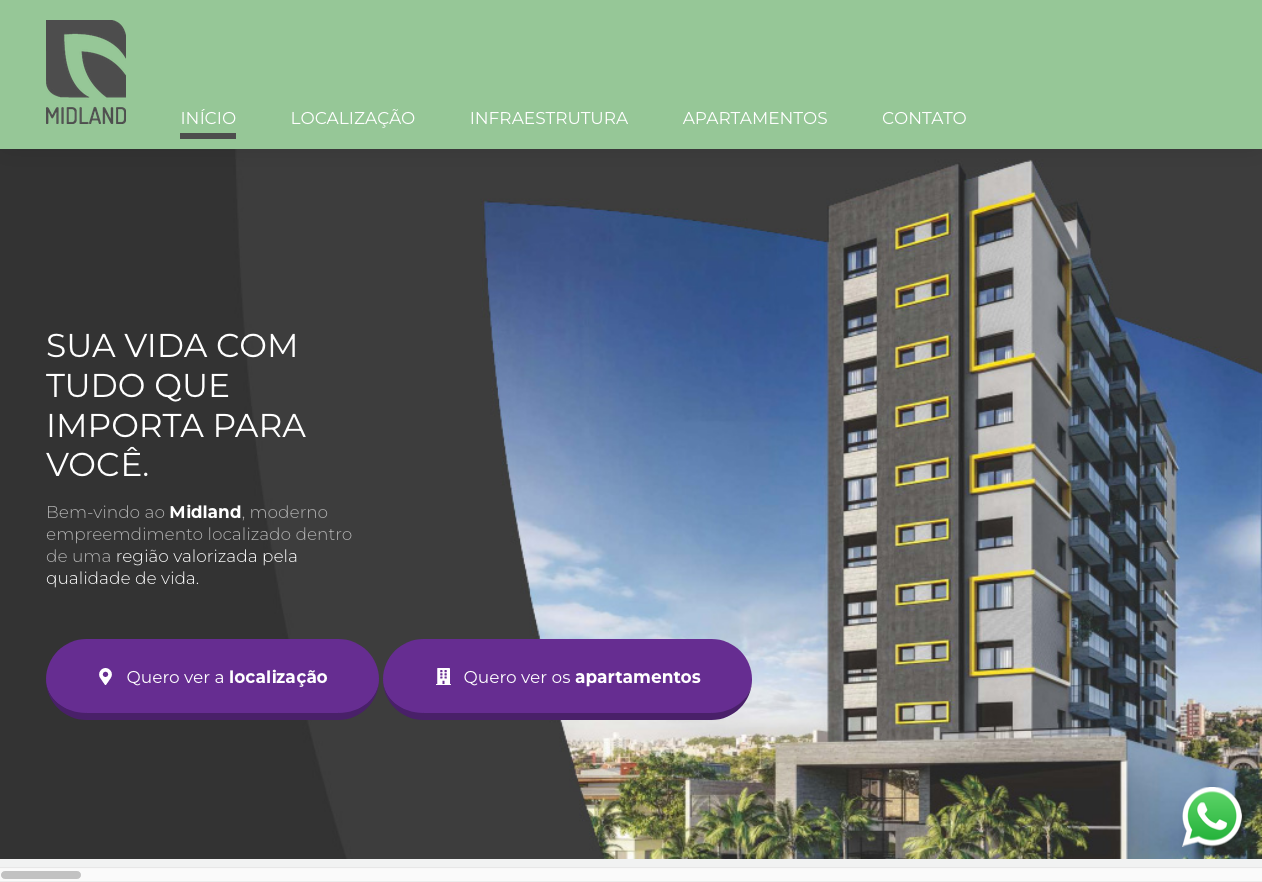 MIDLAND
INÍCIO
LOCALIZAÇÃO
INFRAESTRUTURA
APARTAMENTOS
CONTATO
SUA VIDA COM
TUDO QUE
IMPORTA PARA
VOCÊ.
Bem-vindo ao Midland, moderno
empreemdimento localizado dentro
de uma região valorizada pela
qualidade de vida.
Quero ver a localização
Quero ver os apartamentos